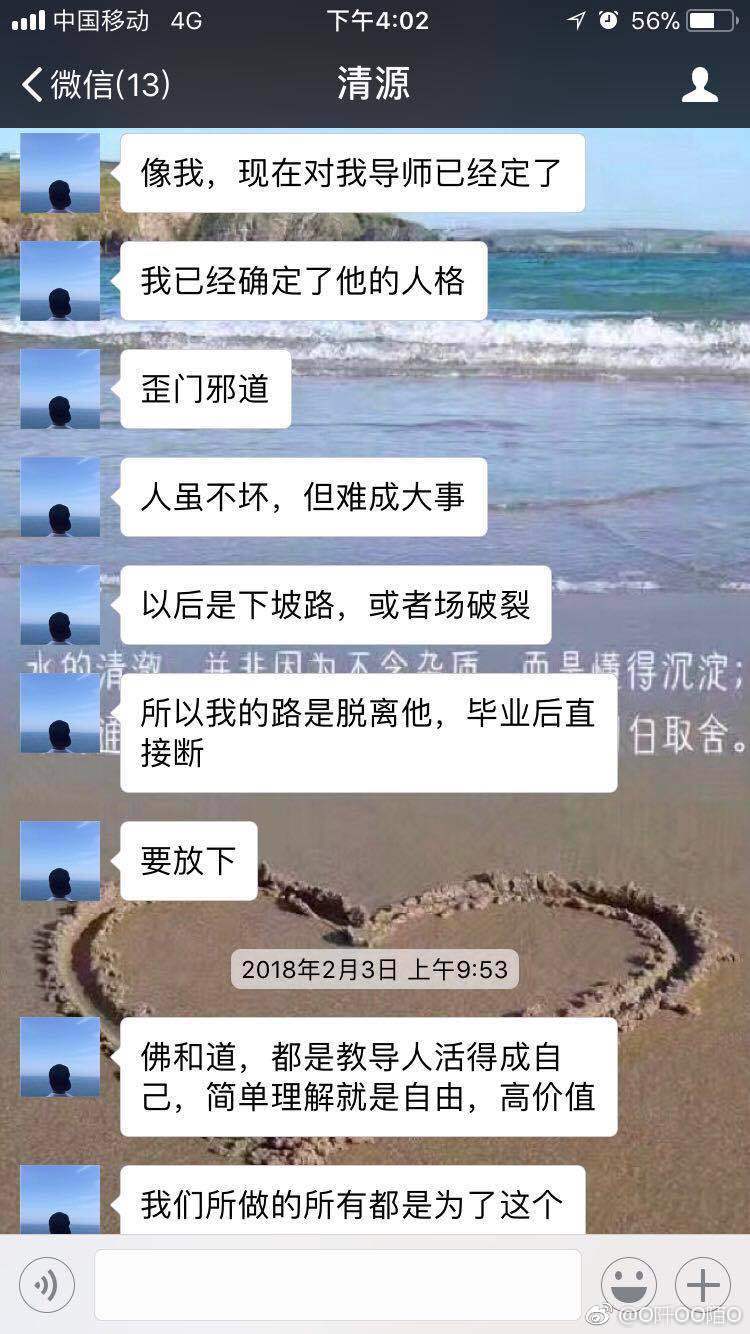 中国移动 4G 下午4:02 56%
微信(13) 清源
像我，现在对我导师已经定了
我已经确定了他的人格
歪门邪道
人虽不坏，但难成大事
以后是下坡路，或者场破裂
水的清澈，并非因为不含杂质，而是懂得沉淀；
所以我的路是脱离他，毕业后直
接断
通
取舍。
要放下
2018年2月3日 上午9:53
佛和道，都是教导人活得成自
己，简单理解就是自由，高价值
我们所做的所有都是为了这个